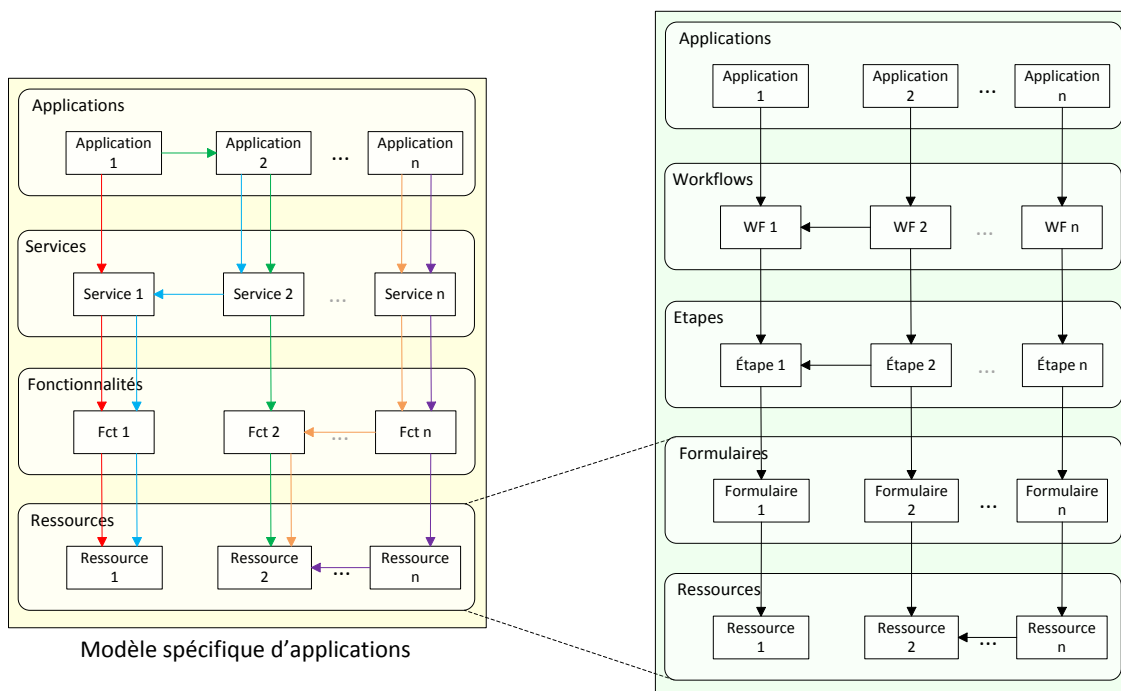 Applications
Application
1
Application
2
...
Application
n
Services
Service 1
Service 2
...
Service n
Fonctionnalités
Fct 1
Fct 2
...
Fct n
Ressources
Ressource
1
Ressource
2
...
Ressource
n
Modèle spécifique d’applications
Applications
Application
1
Application
2
...
Application
n
Workflows
WF 1
WF 2
...
WF n
Etapes
Étape 1
Étape 2
...
Étape n
Formulaires
Formulaire
1
Formulaire
2
...
Formulaire
n
Ressources
Ressource
1
Ressource
2
...
Ressource
n